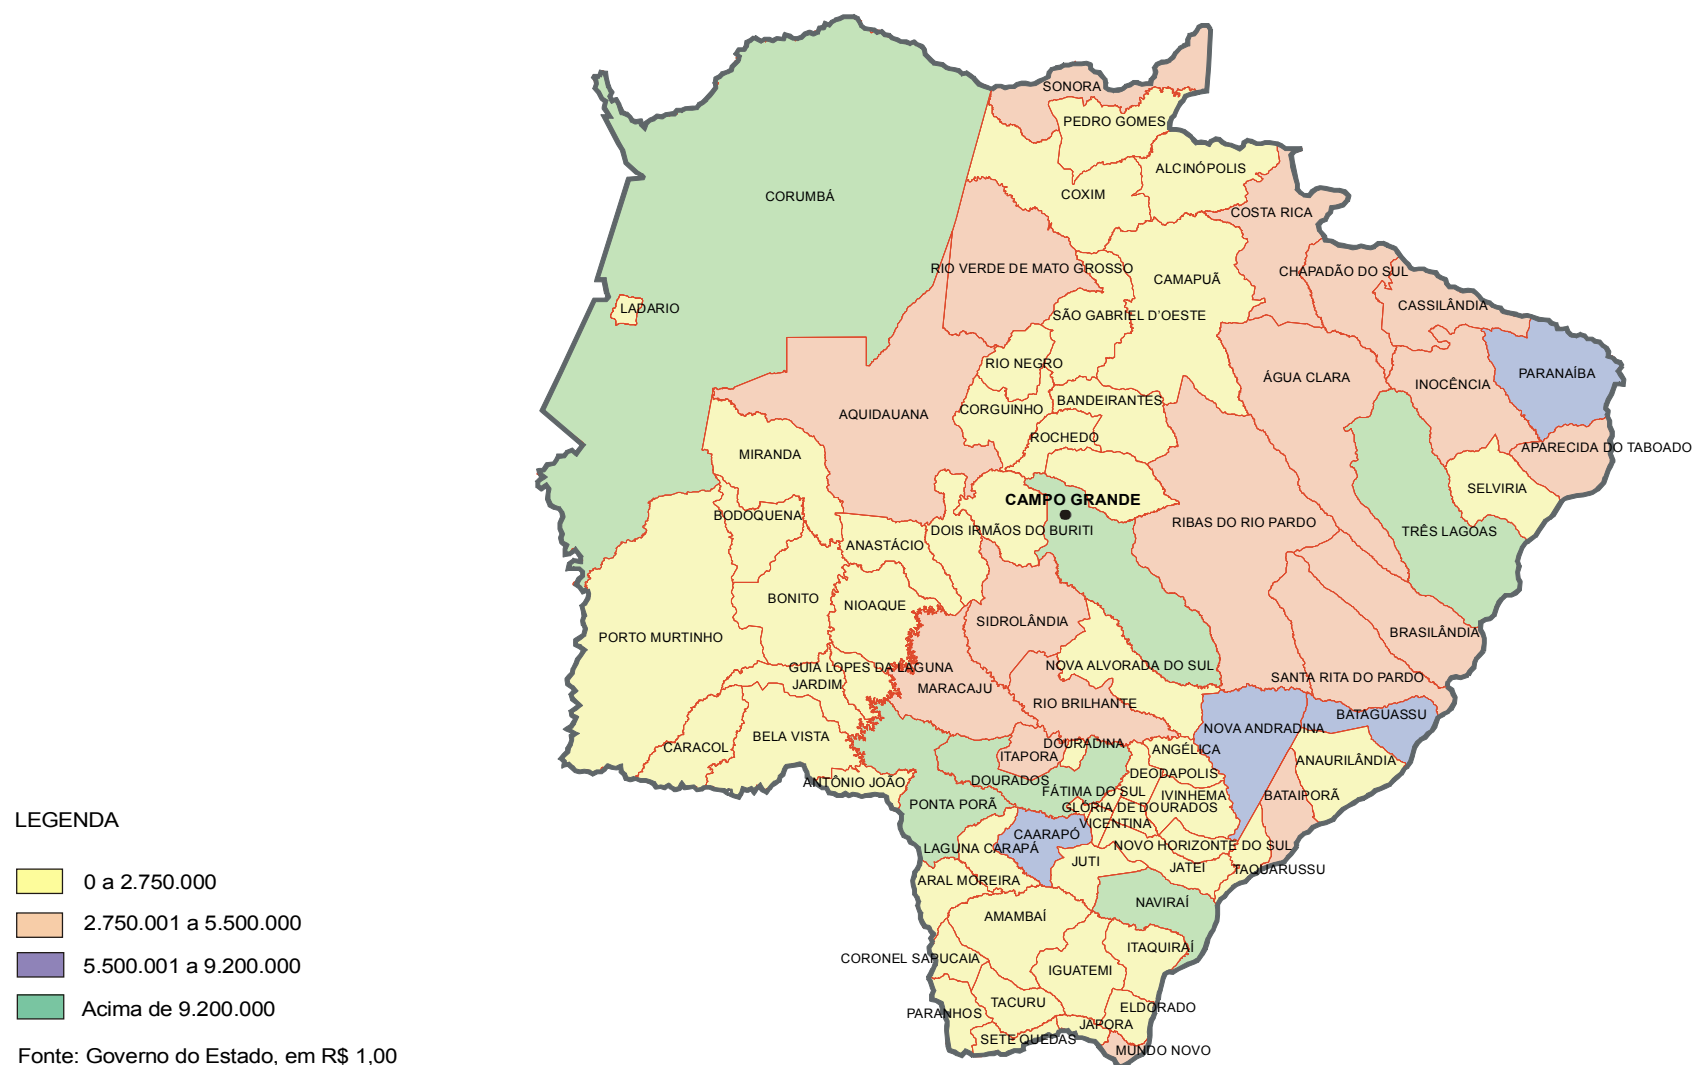 SONORA
PEDRO GOMES
ALCINÓPOLIS
CORUMBÁ
COXIM
COSTA RICA
RIO VERDE DE MATO GROSSO
CAMAPUÃ
CHAPADÃO DO SUL
CASSILÂNDIA
LADARIO
SÃO GABRIEL D'OESTE
RIO NEGRO
ÁGUA CLARA
INOCÊNCIA
PARANAÍBA
AQUIDAUANA
CORGUINHO
BANDEIRANTES
ROCHEDO
APARECIDA DO TABOADO
MIRANDA
SELVIRIA
CAMPO GRANDE
BODOQUENA
DOIS IRMÃOS DO BURITI
RIBAS DO RIO PARDO
TRÊS LAGOAS
ANASTÁCIO
BONITO
NIOAQUE
SIDROLÂNDIA
BRASILÂNDIA
PORTO MURTINHO
GUIA LOPES DA LAGUNA
NOVA ALVORADA DO SUL
JARDIM
MARACAJU
SANTA RITA DO PARDO
RIO BRILHANTE
BATAGUASSU
NOVA ANDRADINA
CARACOL
BELA VISTA
DOURADINA
ANGÉLICA
ITAPORA
ANAURILÂNDIA
ANTÔNIO JOÃO
DOURADOS
DEODAPOLIS
FÁTIMA DO SUL
IVINHEMA
BATAIPORÃ
PONTA PORÃ
GLÓRIA DE DOURADOS
VICENTINA
CAARAPÓ
LAGUNA CARAPÁ
NOVO HORIZONTE DO SUL
JUTI
JATEÍ
TAQUARUSSU
ARAL MOREIRA
NAVIRAÍ
AMAMBAÍ
ITAQUIRAÍ
CORONEL SAPUCAIA
IGUATEMI
TACURU
ELDORADO
PARANHOS
JAPORA
SETE QUEDAS
MUNDO NOVO
LEGENDA
0 a 2.750.000
2.750.001 a 5.500.000
5.500.001 a 9.200.000
Acima de 9.200.000
Fonte: Governo do Estado, em R$ 1,00